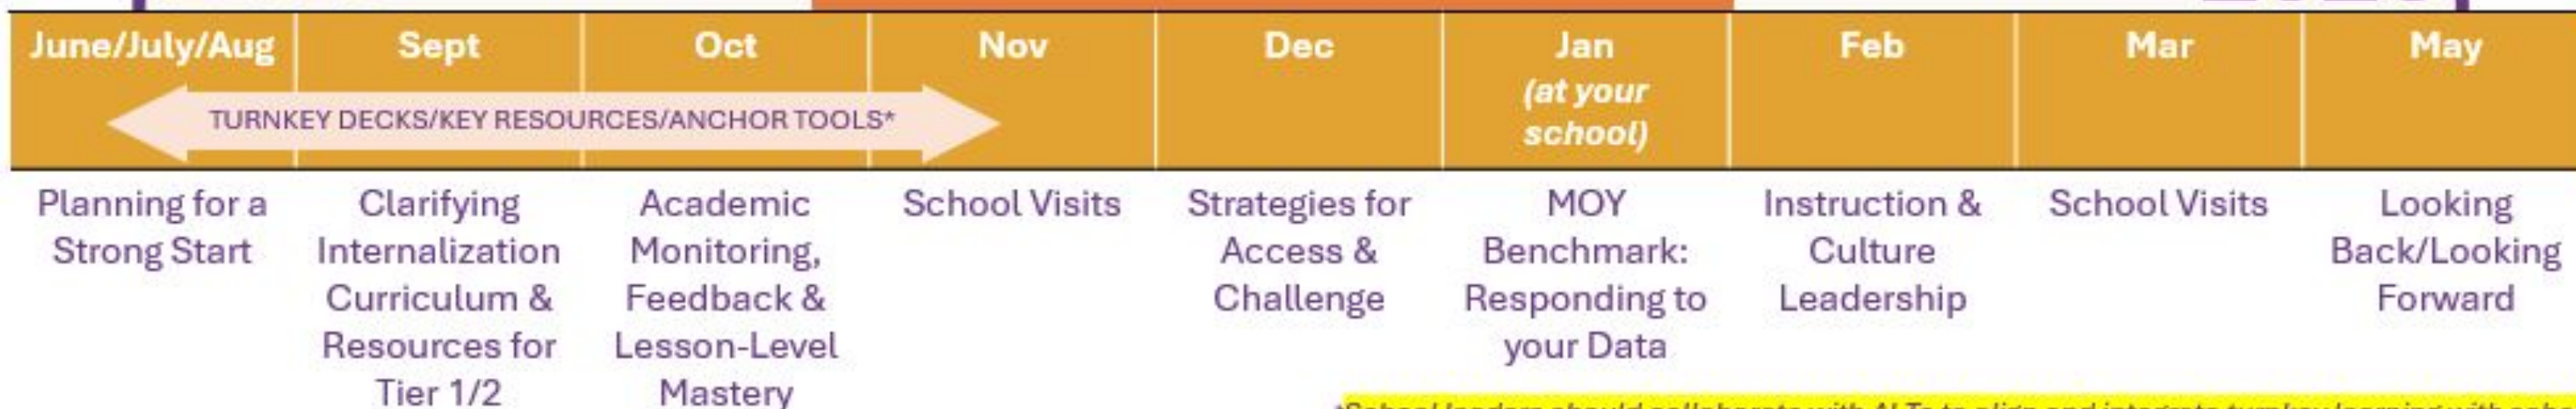 June/July/Aug
Sept
Oct
Nov
Dec
Jan
(at your
school)
Feb
Mar
May
TURNKEY DECKS/KEY RESOURCES/ANCHOR TOOLS*
Planning for a
Strong Start
Clarifying
Internalization
Curriculum &
Resources for
Tier 1/2
Academic
Monitoring,
Feedback &
Lesson-Level
Mastery
School Visits
Strategies for
Access &
Challenge
MOY
Benchmark:
Responding to
your Data
Instruction &
Culture
Leadership
School Visits
Looking
Back/Looking
Forward